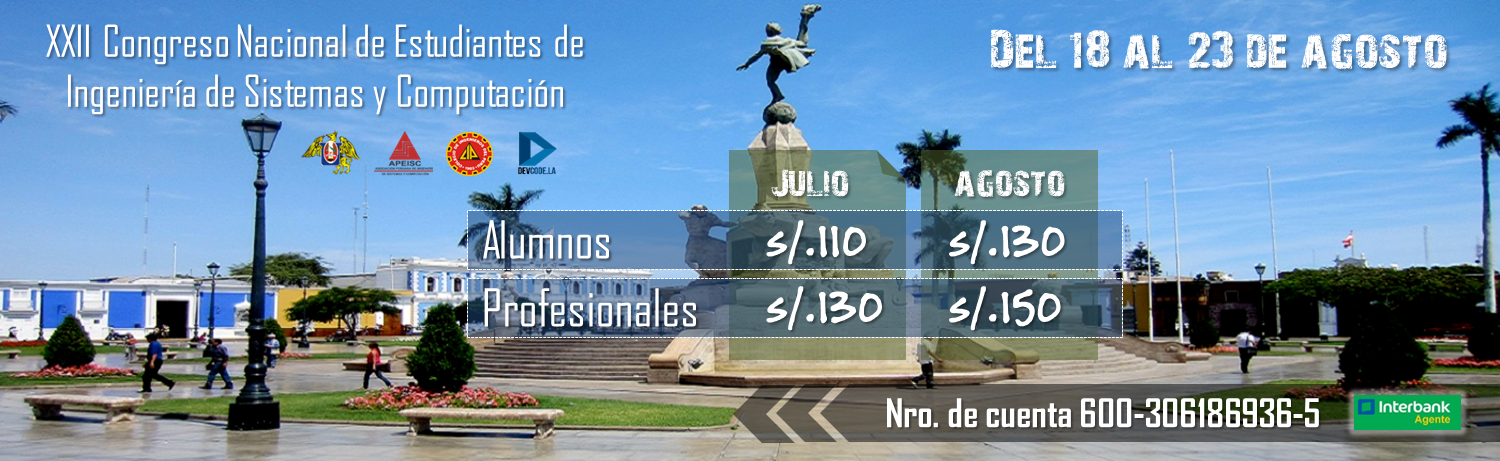 XXII Congreso Nacional de Estudiantes de
Ingeniería de Sistemas y Computación
DEL 18 AL 23 DE AGOSTO
APEISC
DEVCODE.LA
JULIO AGOSTO
Alumnos s/.110 s/.130
Profesionales s/.130 s/.150
Nro. de cuenta 600-306186936-5
Interbank
Agente